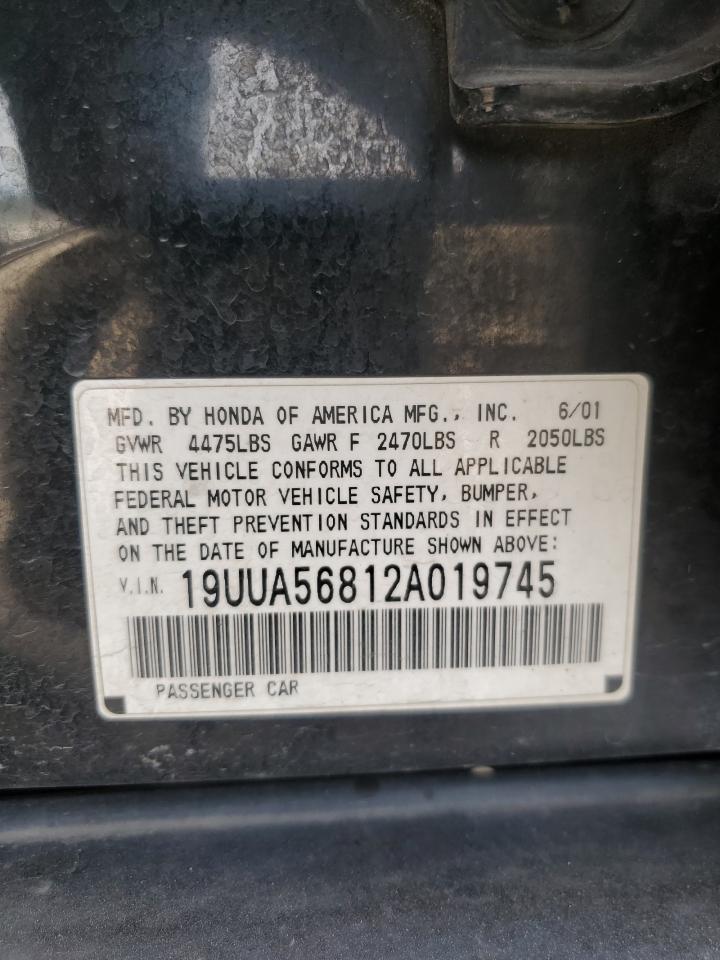 MFD. BY HONDA OF AMERICA MFG., INC. 6/01
GVWR 4475LBS GAWR F 2470LBS R 2050LBS
THIS VEHICLE CONFORMS TO ALL APPLICABLE
FEDERAL MOTOR VEHICLE SAFETY, BUMPER,
AND THEFT PREVENTION STANDARDS IN EFFECT
ON THE DATE OF MANUFACTURE SHOWN ABOVE:
V.I.N. 19UUA56812A019745
PASSENGER CAR